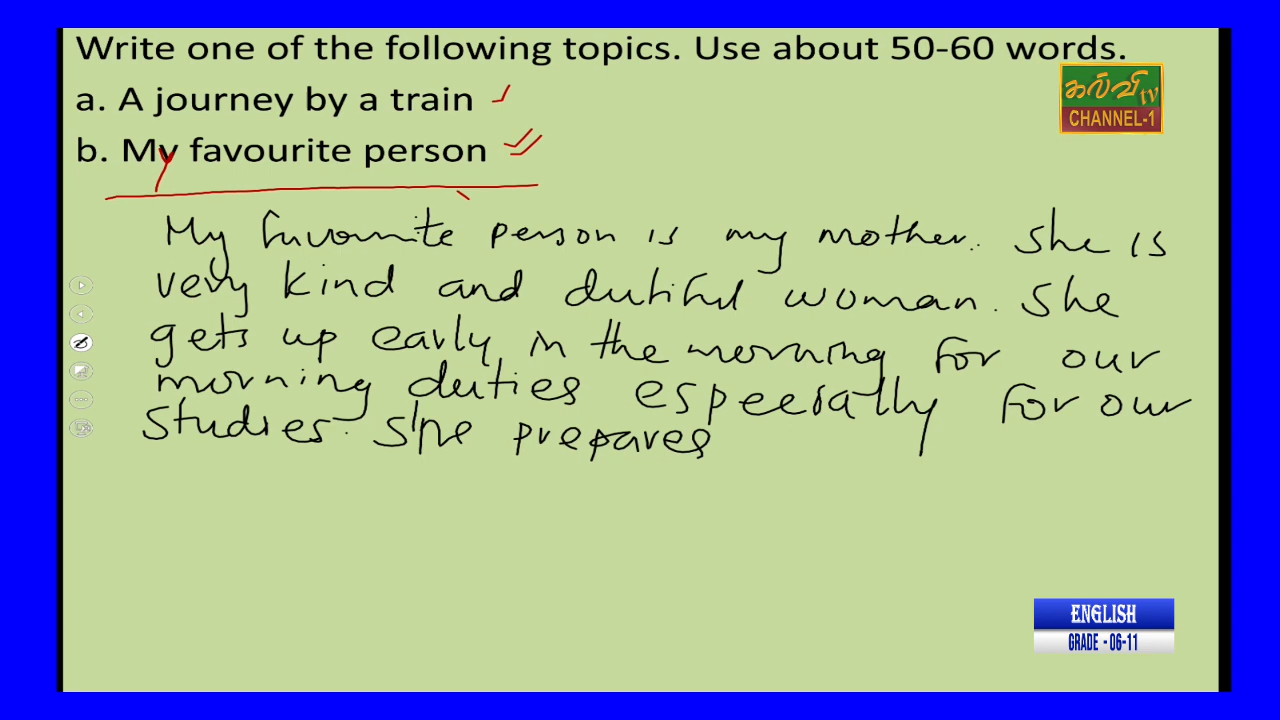 Write one of the following topics. Use about 50-60 words.
a. A journey by a train
b. My favourite person
கல்வி tv
CHANNEL-1
My favourite person is my mother. She is
very kind and dutiful woman. She
gets up early in the morning for our
morning duties especially for our
studies. She prepares
ENGLISH
GRADE - 06-11